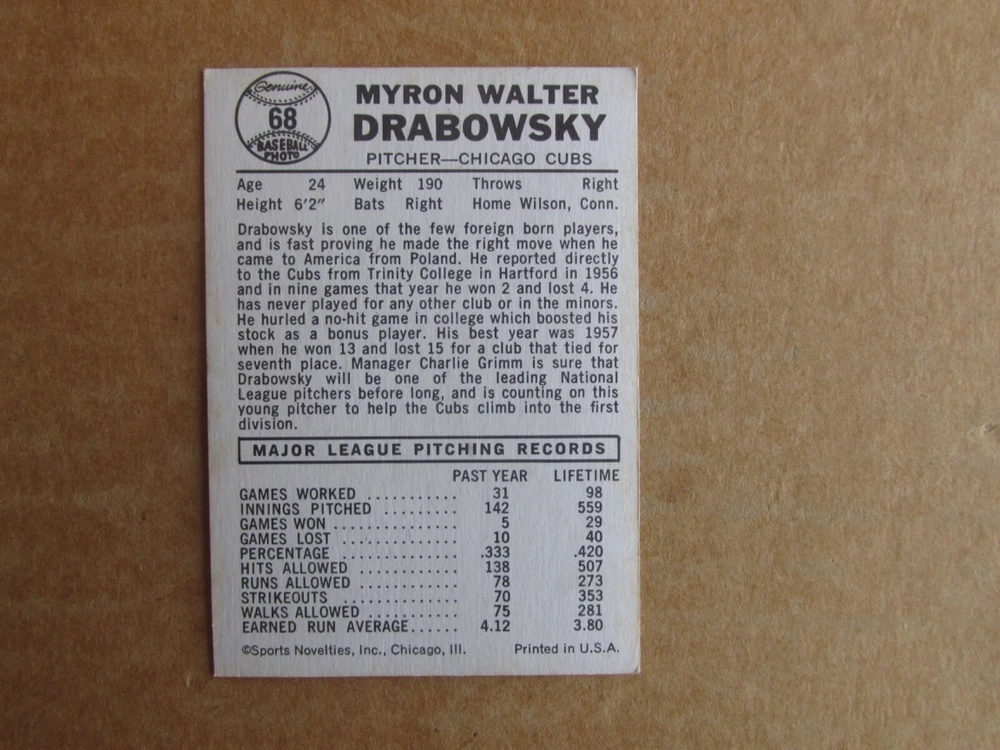 Genuine
68
BASEBALL
PHOTO
MYRON WALTER
DRABOWSKY
PITCHER—CHICAGO CUBS
Age 24 Weight 190 Throws Right
Height 6'2" Bats Right Home Wilson, Conn.
Drabowsky is one of the few foreign born players,
and is fast proving he made the right move when he
came to America from Poland. He reported directly
to the Cubs from Trinity College in Hartford in 1956
and in nine games that year he won 2 and lost 4. He
has never played for any other club or in the minors.
He hurled a no-hit game in college which boosted his
stock as a bonus player. His best year was 1957
when he won 13 and lost 15 for a club that tied for
seventh place. Manager Charlie Grimm is sure that
Drabowsky will be one of the leading National
League pitchers before long, and is counting on this
young pitcher to help the Cubs climb into the first
division.
MAJOR LEAGUE PITCHING RECORDS
PAST YEAR LIFETIME
GAMES WORKED ........... 31 98
INNINGS PITCHED ......... 142 559
GAMES WON ............... 5 29
GAMES LOST .............. 10 40
PERCENTAGE .............. .333 .420
HITS ALLOWED ............ 138 507
RUNS ALLOWED ............ 78 273
STRIKEOUTS .............. 70 353
WALKS ALLOWED ........... 75 281
EARNED RUN AVERAGE...... 4.12 3.80
©Sports Novelties, Inc., Chicago, Ill. Printed in U.S.A.